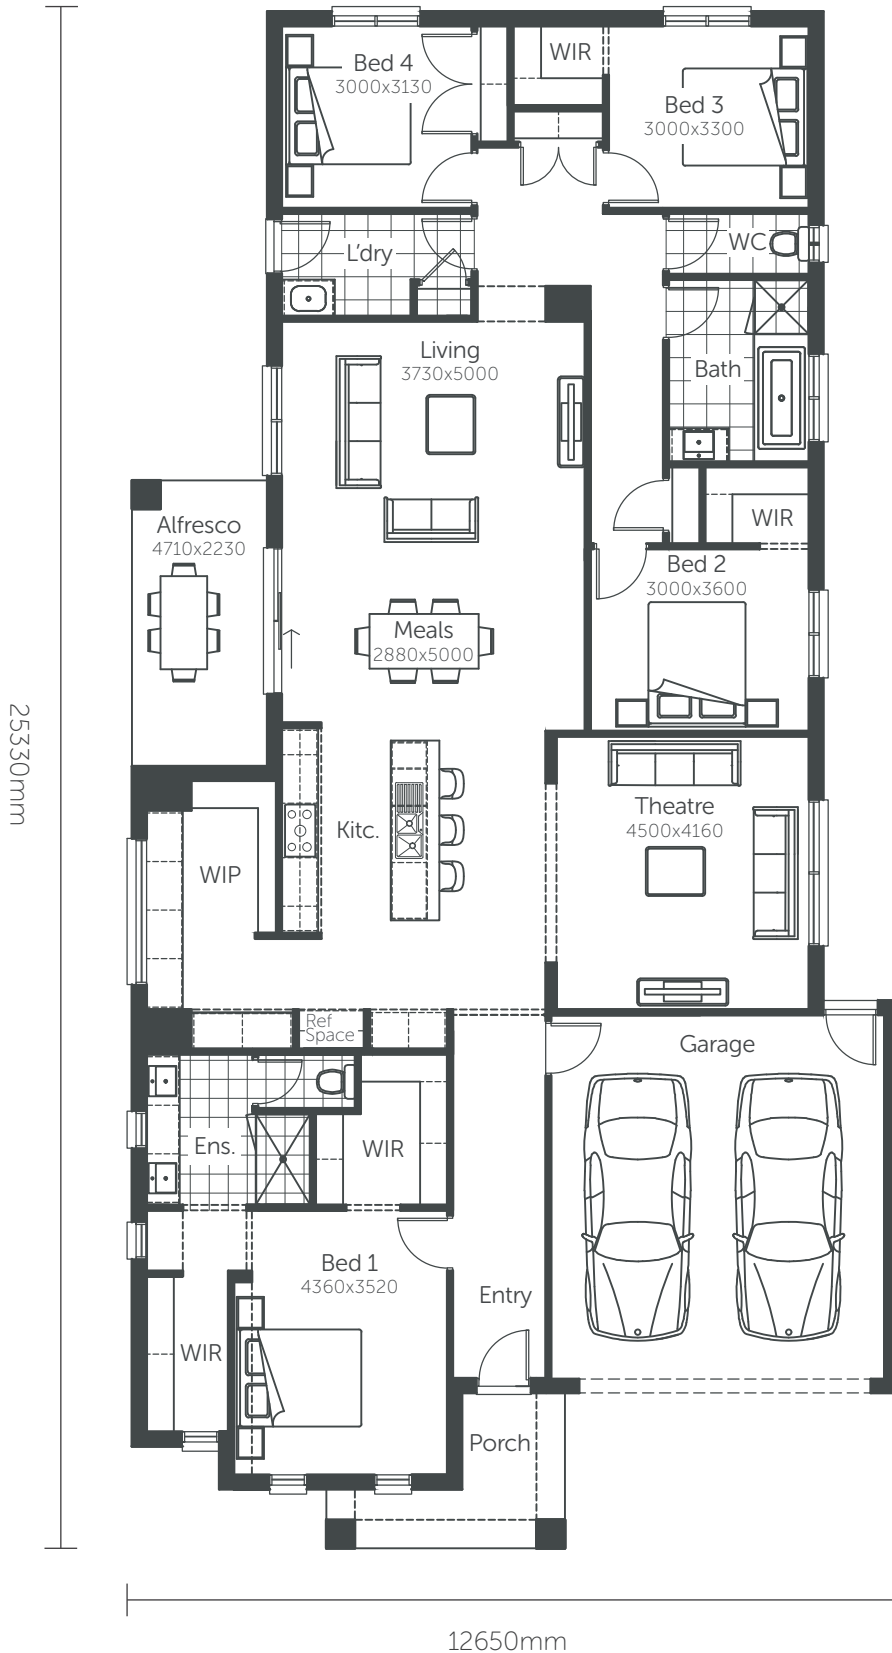 Bed 4
3000x3130
WIR
Bed 3
3000x3300
L'dry
WC
Living
3730x5000
Bath
Alfresco
4710x2230
WIR
Bed 2
3000x3600
Meals
2880x5000
25330mm
Theatre
4500x4160
Kitc.
WIP
Ref
Space
Garage
Ens.
WIR
Bed 1
4360x3520
Entry
WIR
Porch
12650mm